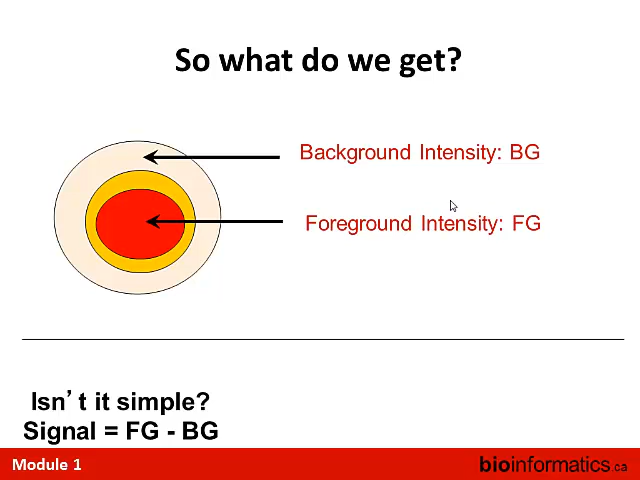 So what do we get?
Background Intensity: BG
Foreground Intensity: FG
Isn't it simple?
Signal = FG - BG
Module 1
bioinformatics.ca